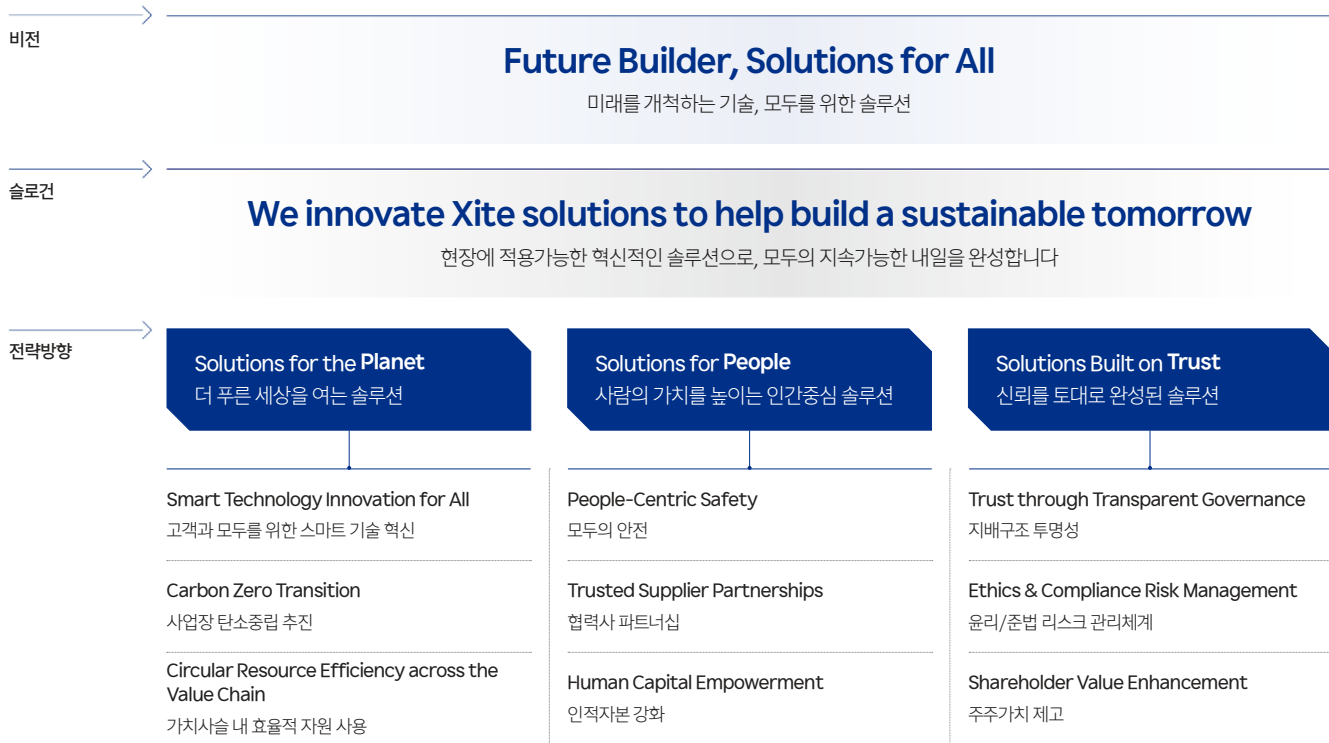 비전
Future Builder, Solutions for All
미래를 개척하는 기술, 모두를 위한 솔루션
슬로건
We innovate Xite solutions to help build a sustainable tomorrow
현장에 적용가능한 혁신적인 솔루션으로, 모두의 지속가능한 내일을 완성합니다
전략방향
Solutions for the Planet
더 푸른 세상을 여는 솔루션
Smart Technology Innovation for All
고객과 모두를 위한 스마트 기술 혁신
Carbon Zero Transition
사업장 탄소중립 추진
Circular Resource Efficiency across the
Value Chain
가치사슬 내 효율적 자원 사용
Solutions for People
사람의 가치를 높이는 인간중심 솔루션
People-Centric Safety
모두의 안전
Trusted Supplier Partnerships
협력사 파트너십
Human Capital Empowerment
인적자본 강화
Solutions Built on Trust
신뢰를 토대로 완성된 솔루션
Trust through Transparent Governance
지배구조 투명성
Ethics & Compliance Risk Management
윤리/준법 리스크 관리체계
Shareholder Value Enhancement
주주가치 제고